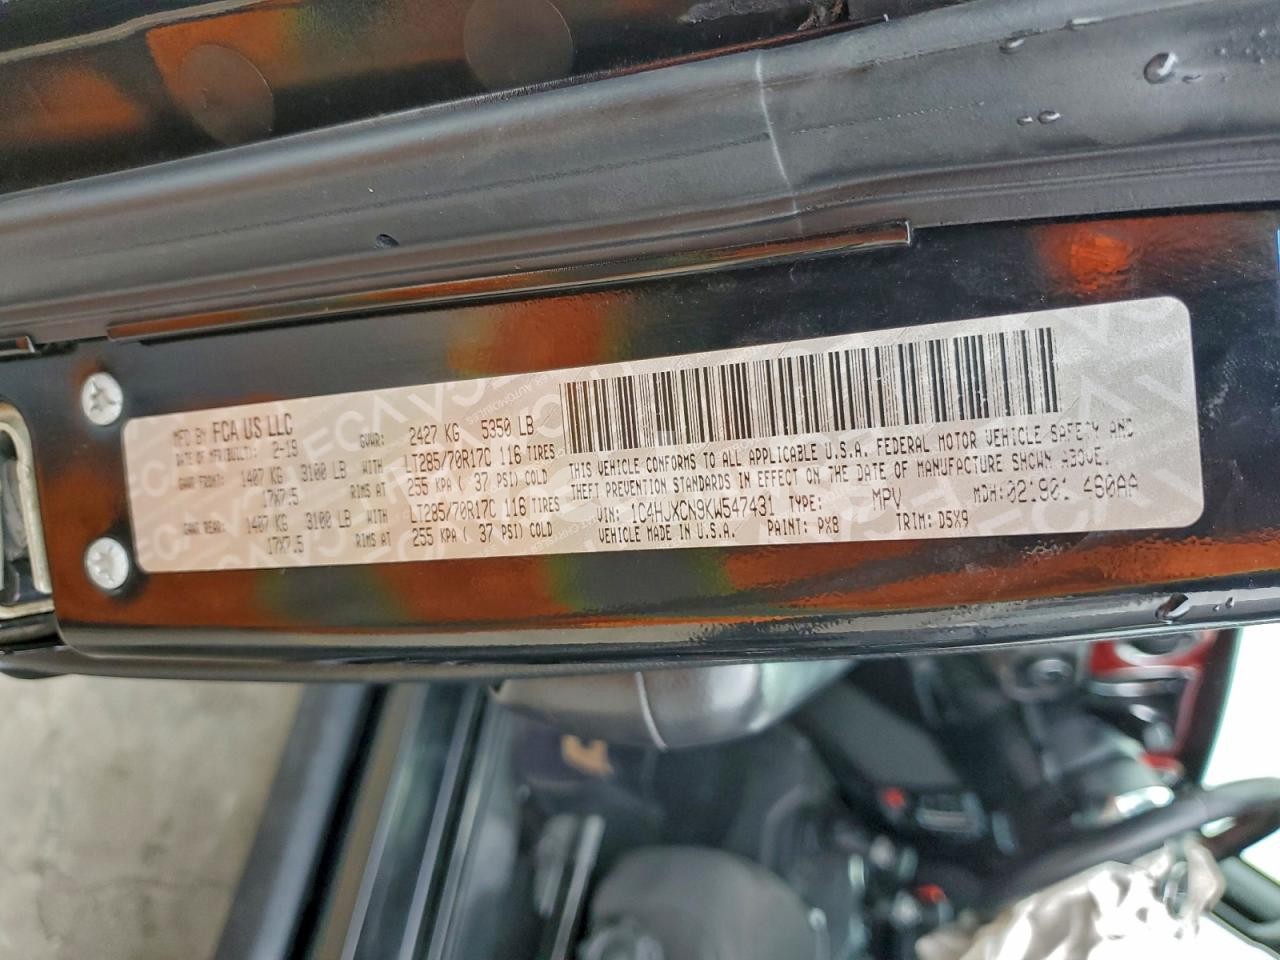 MFD BY FCA US LLC
DATE OF MFR/BUILT: 2-19 GVWR: 2427 KG 5350 LB
GAWR FRONT: 1407 KG 3100 LB WITH LT285/70R17C 116 TIRES
17X7.5 RIMS AT 255 KPA ( 37 PSI) COLD
GAWR REAR: 1407 KG 3100 LB WITH LT285/70R17C 116 TIRES
17X7.5 RIMS AT 255 KPA ( 37 PSI) COLD
THIS VEHICLE CONFORMS TO ALL APPLICABLE U.S.A. FEDERAL MOTOR VEHICLE SAFETY AND
THEFT PREVENTION STANDARDS IN EFFECT ON THE DATE OF MANUFACTURE SHOWN ABOVE.
VIN: 1C4HJXCN9KW547431 TYPE: MPV MDH:021901 480AA
VEHICLE MADE IN U.S.A. PAINT: PX8 TRIM: D5X9